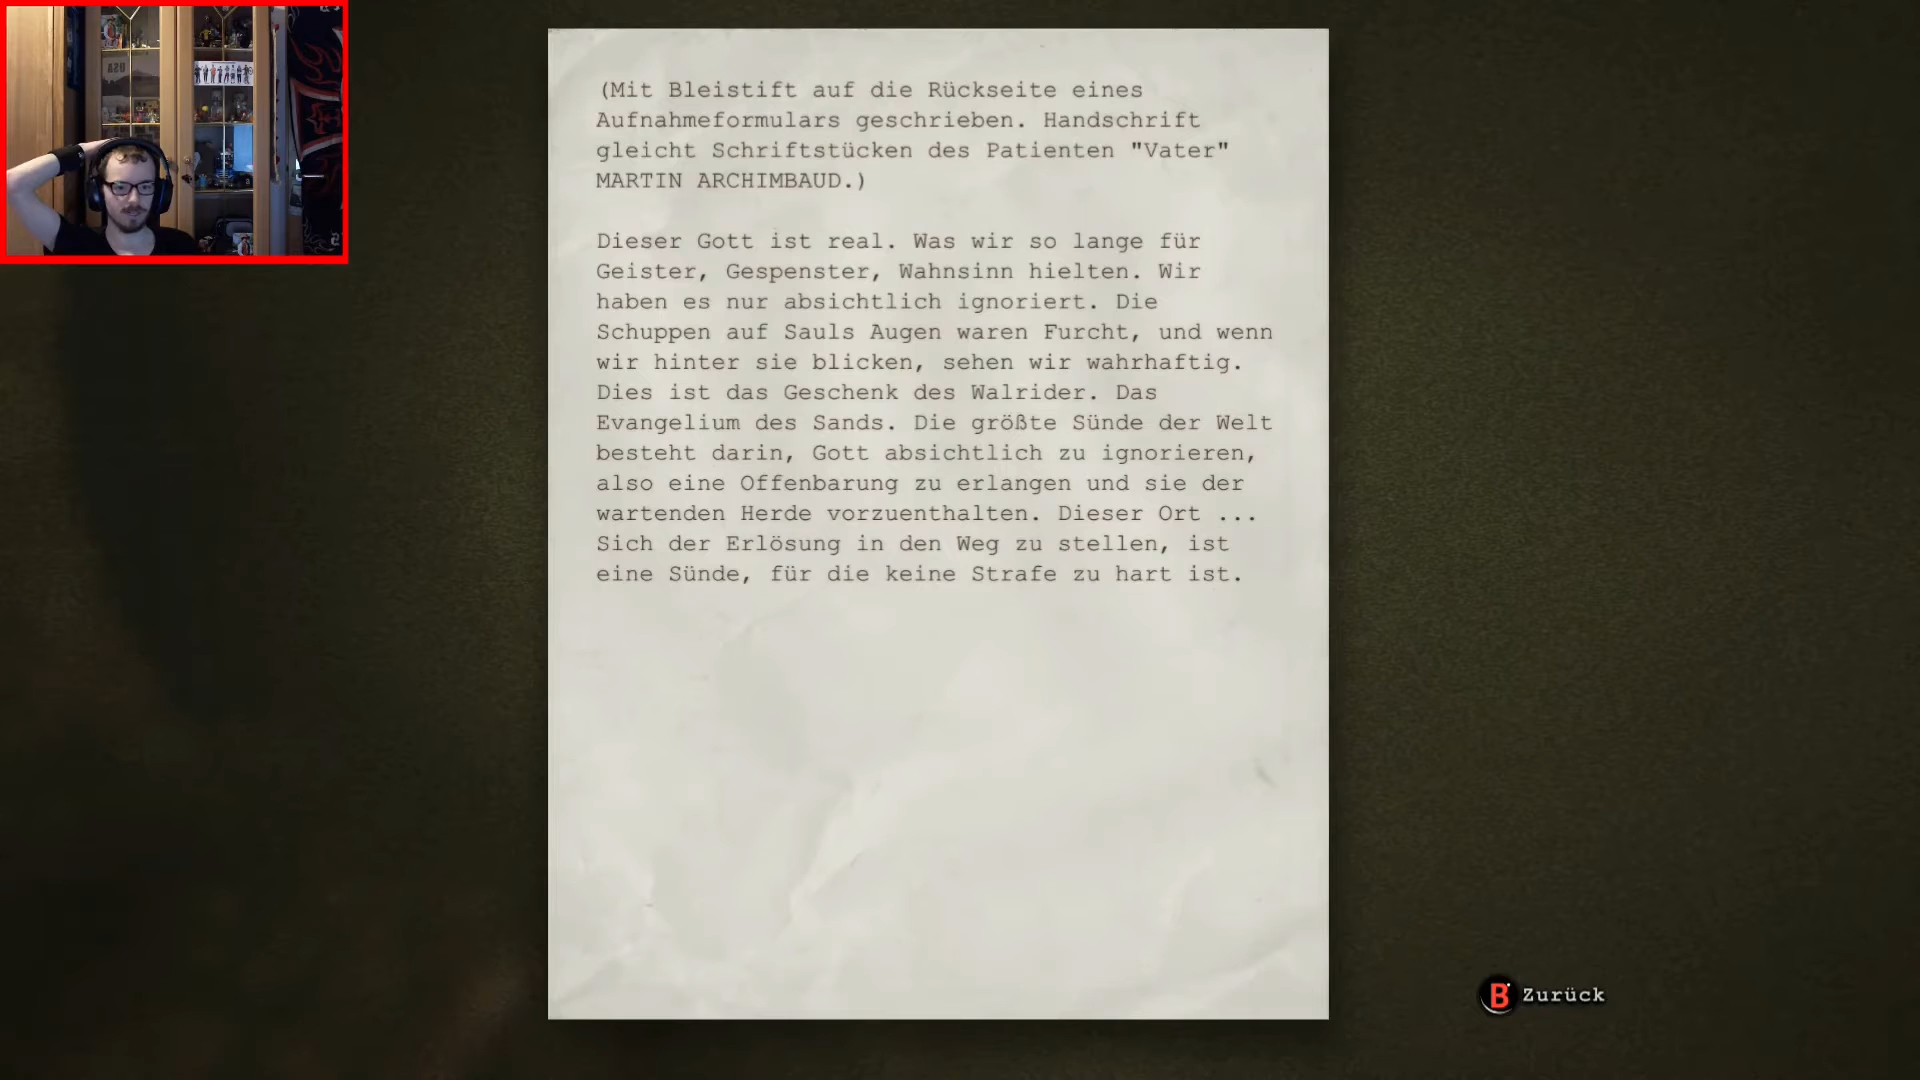 (Mit Bleistift auf die Rückseite eines
Aufnahmeformulars geschrieben. Handschrift
gleicht Schriftstücken des Patienten "Vater"
MARTIN ARCHIMBAUD.)
Dieser Gott ist real. Was wir so lange für
Geister, Gespenster, Wahnsinn hielten. Wir
haben es nur absichtlich ignoriert. Die
Schuppen auf Sauls Augen waren Furcht, und wenn
wir hinter sie blicken, sehen wir wahrhaftig.
Dies ist das Geschenk des Walrider. Das
Evangelium des Sands. Die größte Sünde der Welt
besteht darin, Gott absichtlich zu ignorieren,
also eine Offenbarung zu erlangen und sie der
wartenden Herde vorzuenthalten. Dieser Ort ...
Sich der Erlösung in den Weg zu stellen, ist
eine Sünde, für die keine Strafe zu hart ist.
B Zurück